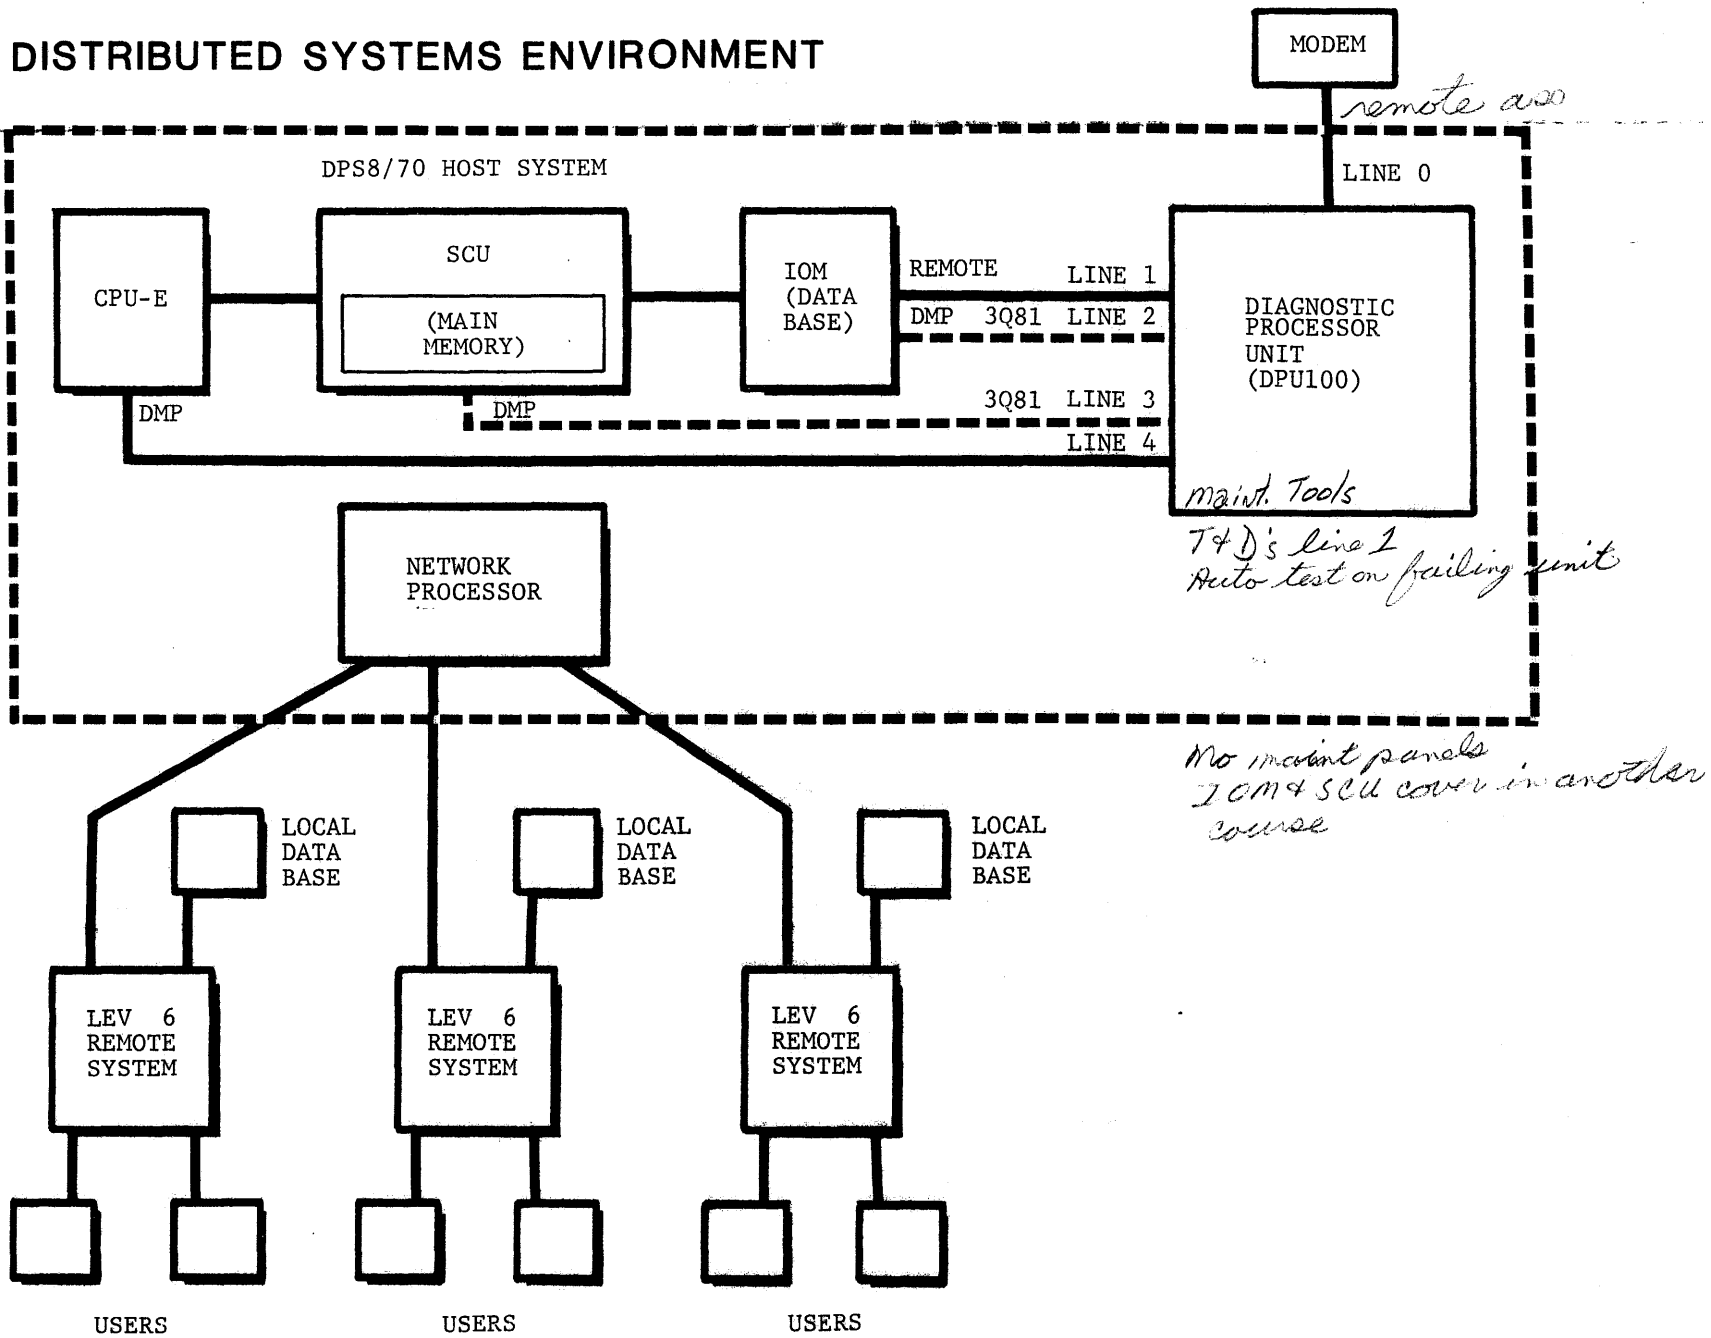 DISTRIBUTED SYSTEMS ENVIRONMENT
MODEM
remote ass
DPS8/70 HOST SYSTEM
LINE 0
CPU-E
SCU
(MAIN
MEMORY)
IOM
(DATA
BASE)
REMOTE LINE 1
DMP 3Q81 LINE 2
DIAGNOSTIC
PROCESSOR
UNIT
(DPU100)
DMP
DMP
3Q81 LINE 3
LINE 4
maint. Tools
T&D's line 1
Auto test on failing unit
NETWORK
PROCESSOR
No maint panels
IOM & SCU cover in another
course
LOCAL
DATA
BASE
LOCAL
DATA
BASE
LOCAL
DATA
BASE
LEV 6
REMOTE
SYSTEM
LEV 6
REMOTE
SYSTEM
LEV 6
REMOTE
SYSTEM
USERS
USERS
USERS